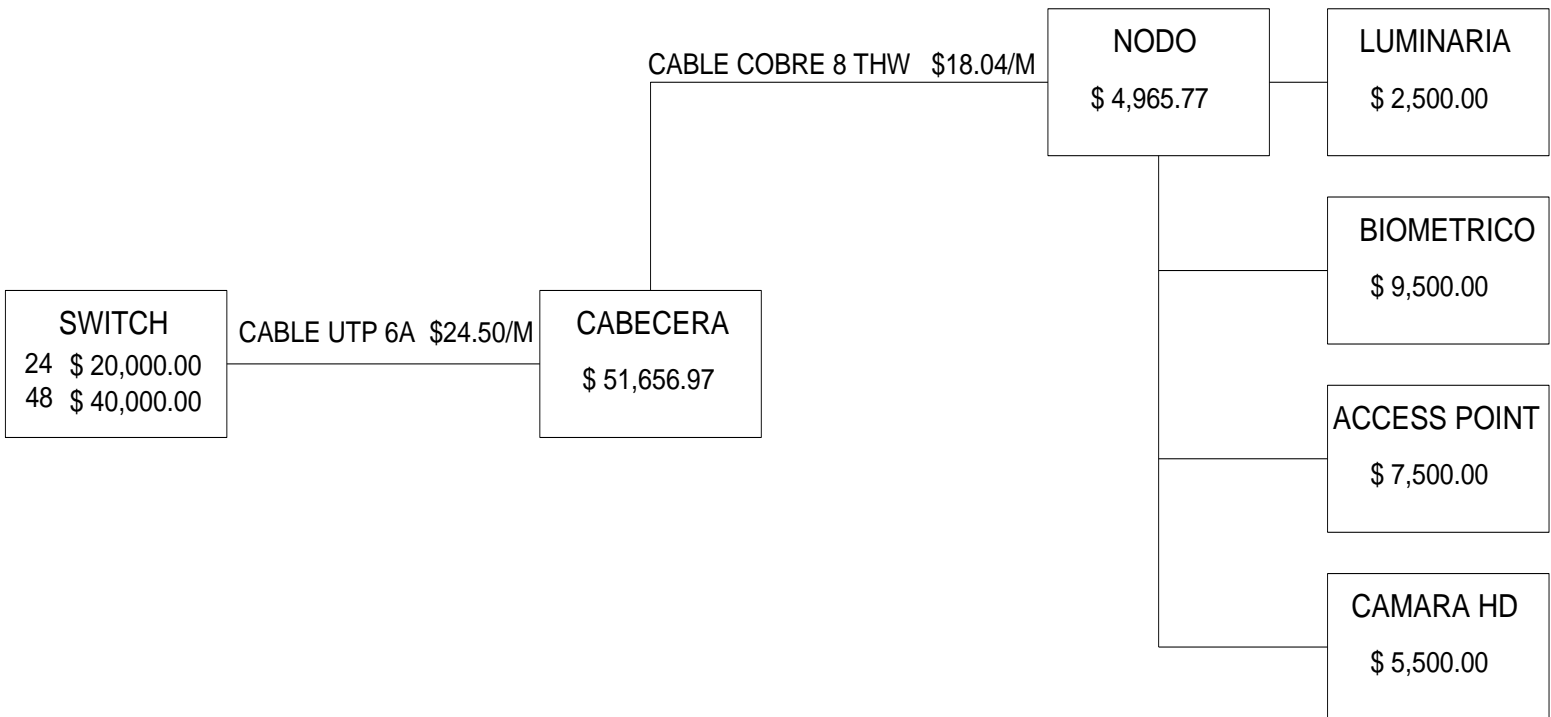 CABLE COBRE 8 THW $18.04/M
NODO
$ 4,965.77
LUMINARIA
$ 2,500.00
BIOMETRICO
$ 9,500.00
SWITCH
24 $ 20,000.00
48 $ 40,000.00
CABLE UTP 6A $24.50/M
CABECERA
$ 51,656.97
ACCESS POINT
$ 7,500.00
CAMARA HD
$ 5,500.00